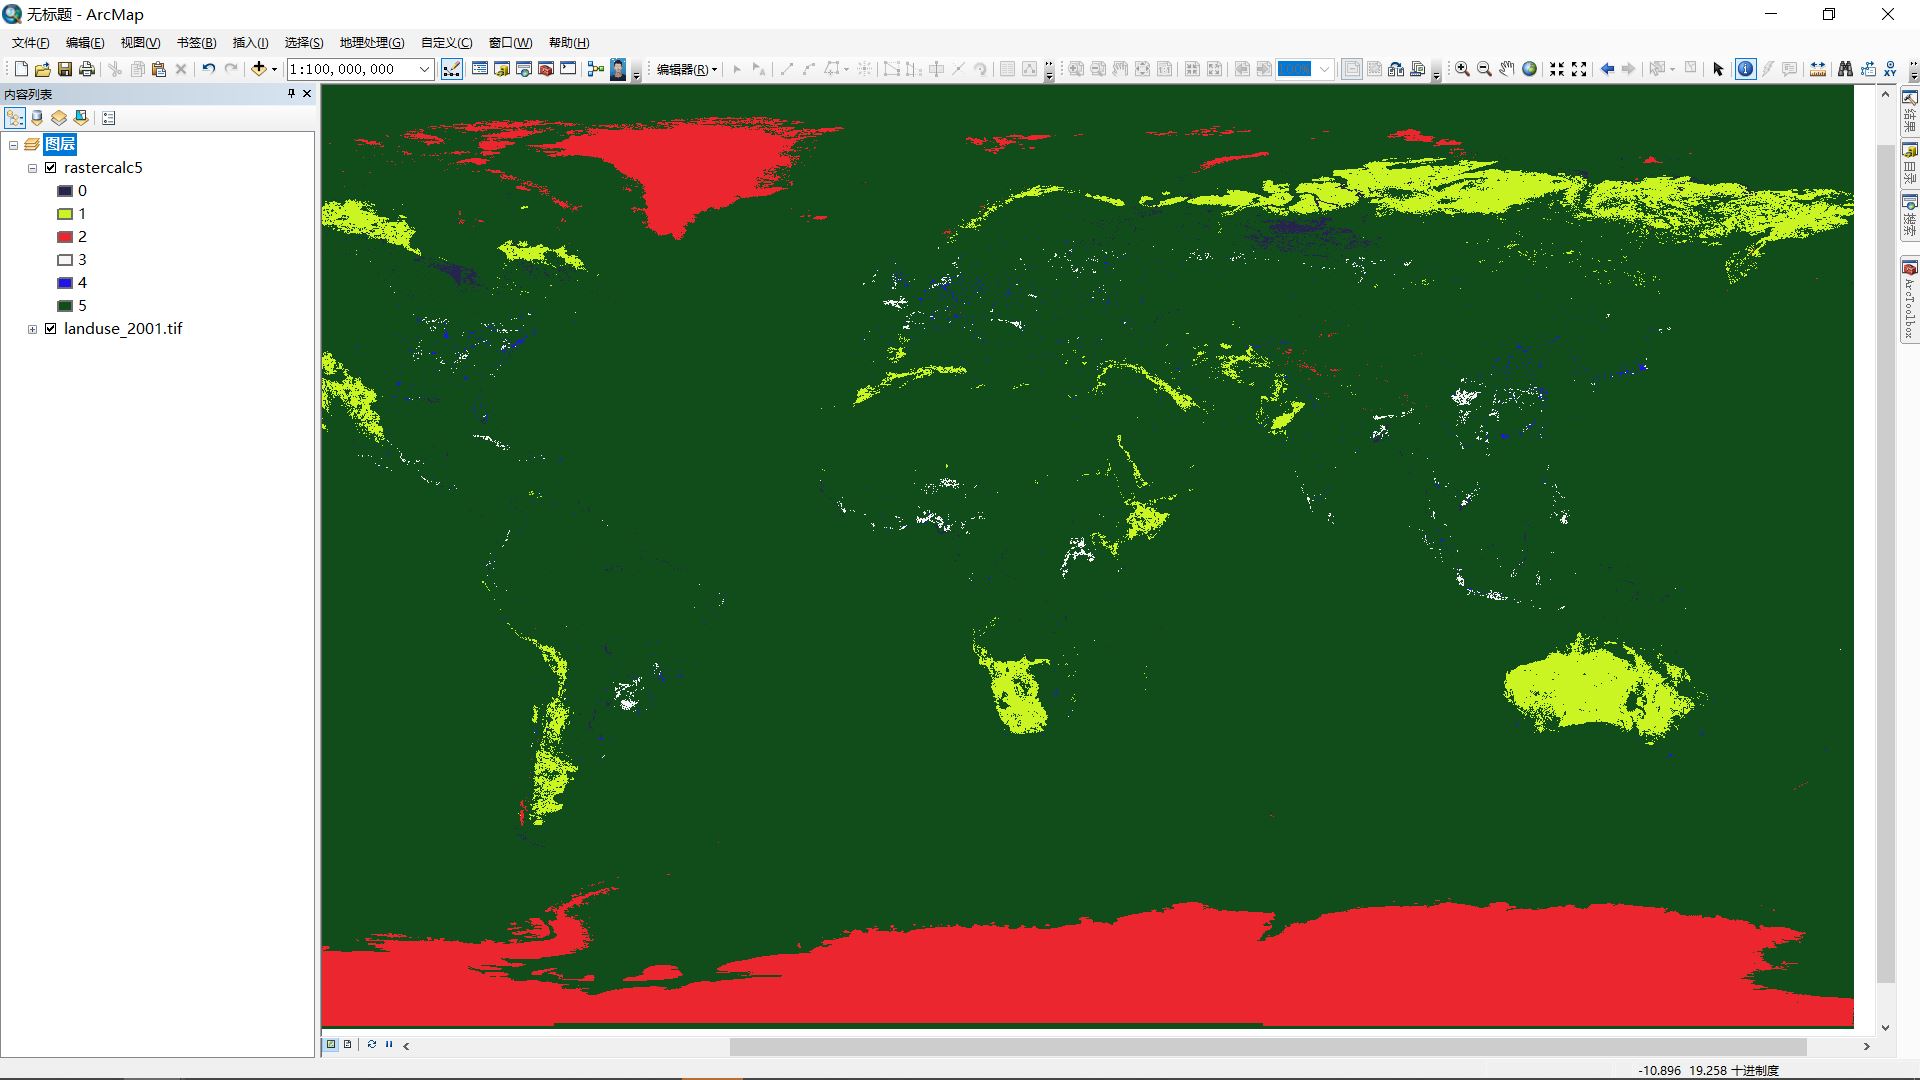 无标题 - ArcMap
文件(F) 编辑(E) 视图(V) 书签(B) 插入(I) 选择(S) 地理处理(G) 自定义(C) 窗口(W) 帮助(H)
1:100,000,000 编辑器(R)
内容列表
图层
rastercalc5
0
1
2
3
4
5
landuse_2001.tif
结果
目录
搜索
ArcToolbox
-10.896 19.258 十进制度